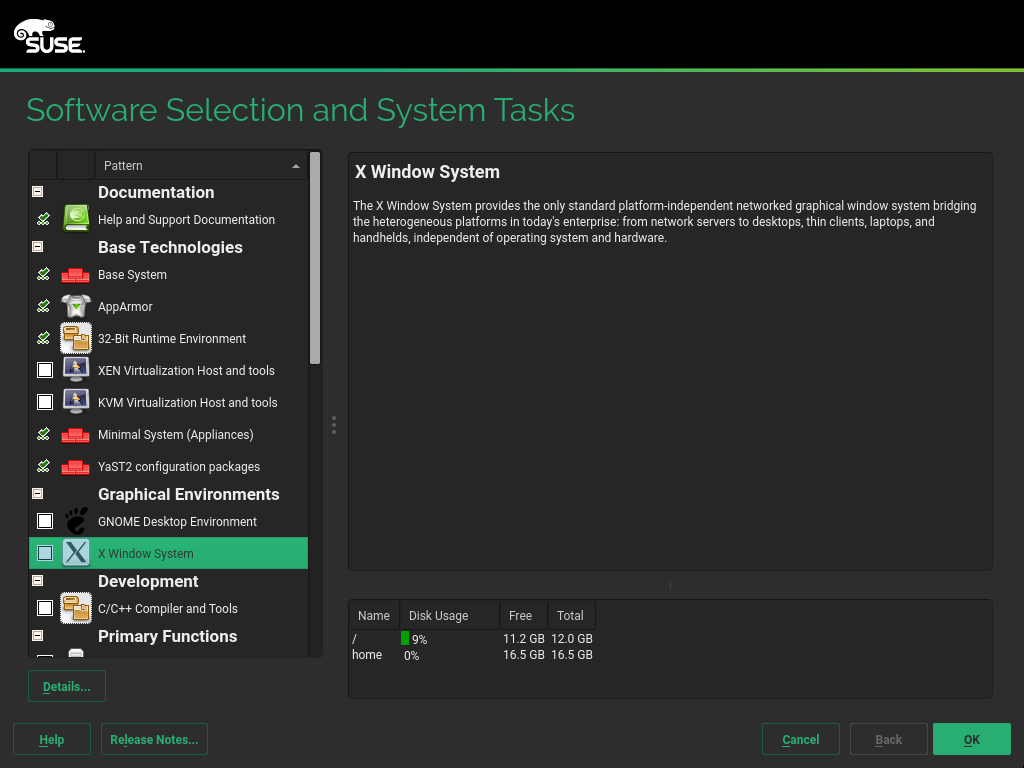 SUSE.
Software Selection and System Tasks
Pattern
Documentation
Help and Support Documentation
Base Technologies
Base System
AppArmor
32-Bit Runtime Environment
XEN Virtualization Host and tools
KVM Virtualization Host and tools
Minimal System (Appliances)
YaST2 configuration packages
Graphical Environments
GNOME Desktop Environment
X Window System
Development
C/C++ Compiler and Tools
Primary Functions
Details...
X Window System
The X Window System provides the only standard platform-independent networked graphical window system bridging
the heterogeneous platforms in today's enterprise: from network servers to desktops, thin clients, laptops, and
handhelds, independent of operating system and hardware.
Name Disk Usage Free Total
/ 9% 11.2 GB 12.0 GB
home 0% 16.5 GB 16.5 GB
Help Release Notes... Cancel Back OK